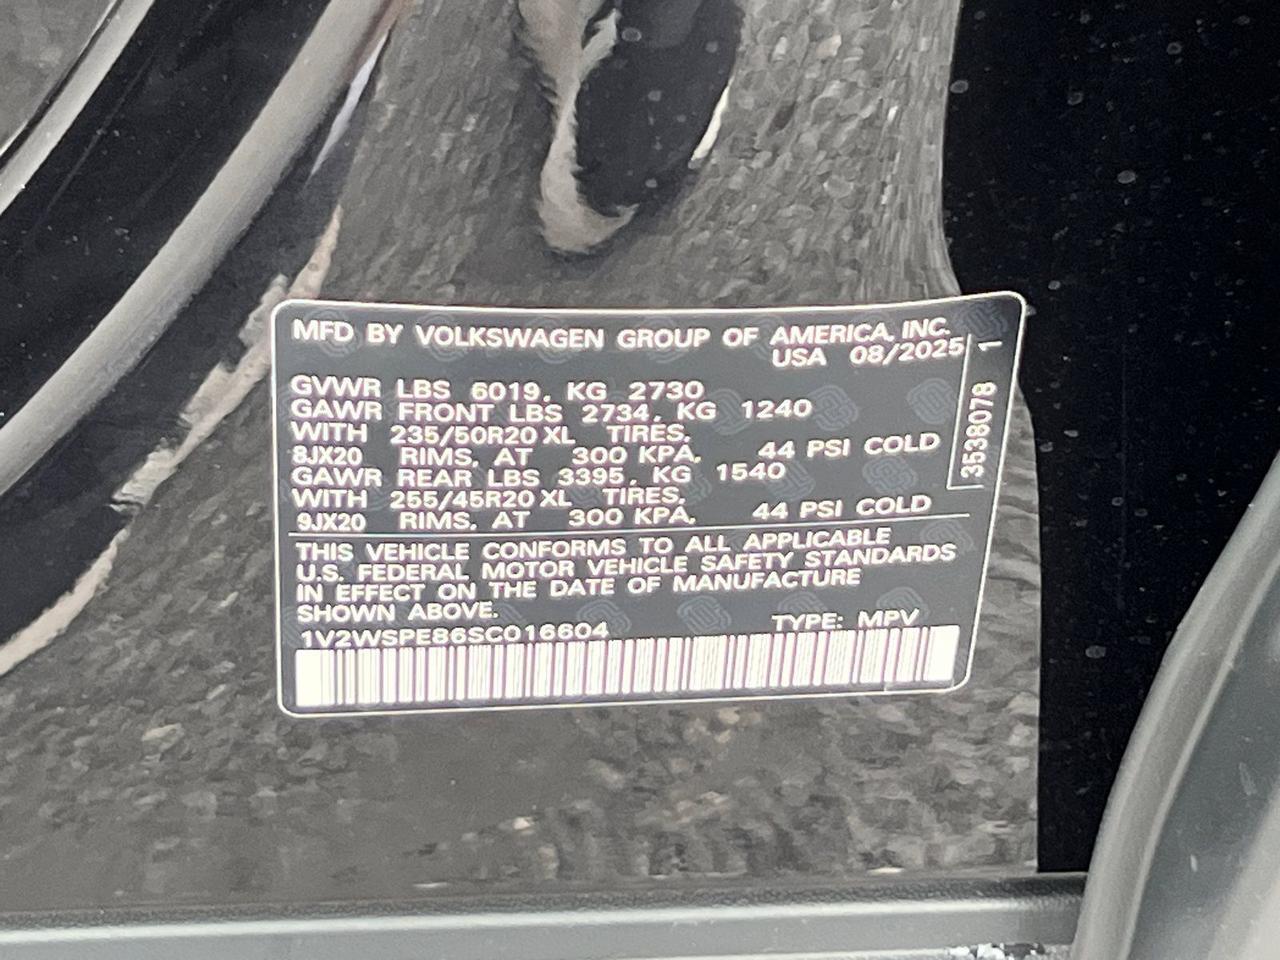 MFD BY VOLKSWAGEN GROUP OF AMERICA, INC.
USA 08/2025
GVWR LBS 6019, KG 2730
GAWR FRONT LBS 2734, KG 1240
WITH 235/50R20 XL TIRES,
8JX20 RIMS, AT 300 KPA, 44 PSI COLD
GAWR REAR LBS 3395, KG 1540
WITH 255/45R20 XL TIRES,
9JX20 RIMS, AT 300 KPA, 44 PSI COLD
THIS VEHICLE CONFORMS TO ALL APPLICABLE
U.S. FEDERAL MOTOR VEHICLE SAFETY STANDARDS
IN EFFECT ON THE DATE OF MANUFACTURE
SHOWN ABOVE.
1V2WSPE86SC016604 TYPE: MPV
3538078 1